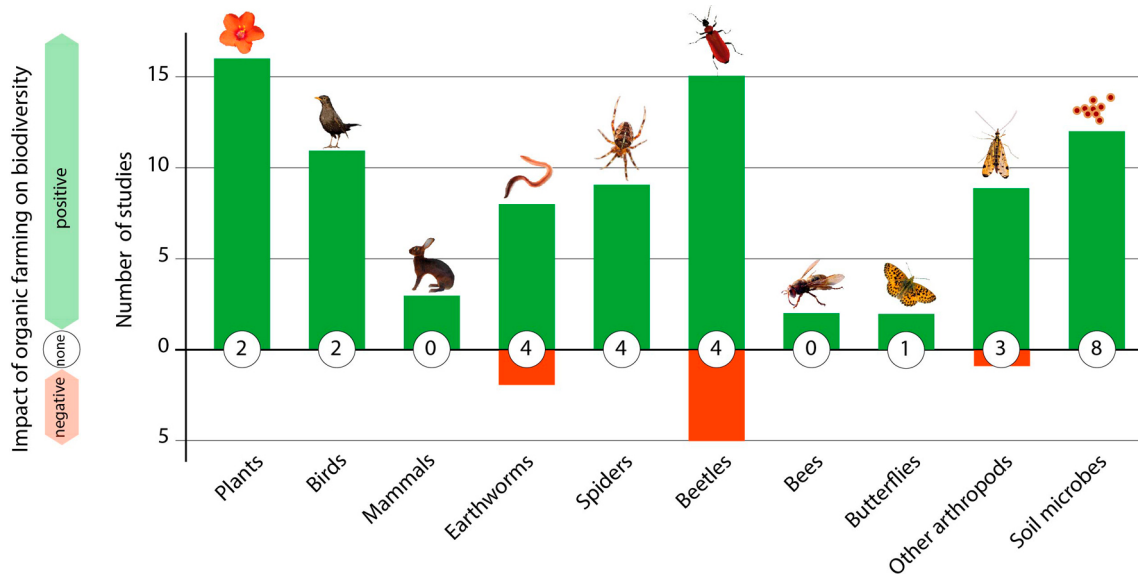 Impact of organic farming on biodiversity
positive
none
negative
Number of studies
15
10
5
0
5
2
2
0
4
4
4
0
1
3
8
Plants
Birds
Mammals
Earthworms
Spiders
Beetles
Bees
Butterflies
Other arthropods
Soil microbes